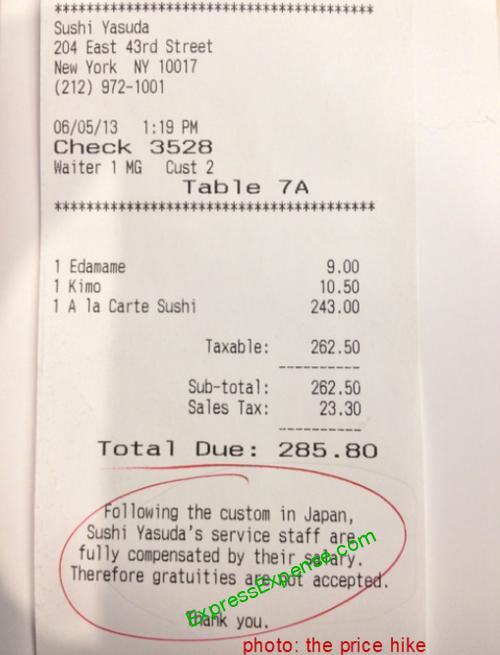 ****************************************
Sushi Yasuda
204 East 43rd Street
New York  NY 10017
(212) 972-1001
06/05/13   1:19 PM
Check 3528
Waiter 1 MG   Cust 2
Table 7A
****************************************
1 Edamame 9.00
1 Kimo 10.50
1 A la Carte Sushi 243.00
Taxable: 262.50
-----------
Sub-total: 262.50
Sales Tax: 23.30
-----------
Total Due: 285.80
Following the custom in Japan,
Sushi Yasuda's service staff are
fully compensated by their salary.
Therefore gratuities are not accepted.
Thank you.
ExpressExpense.com
photo: the price hike